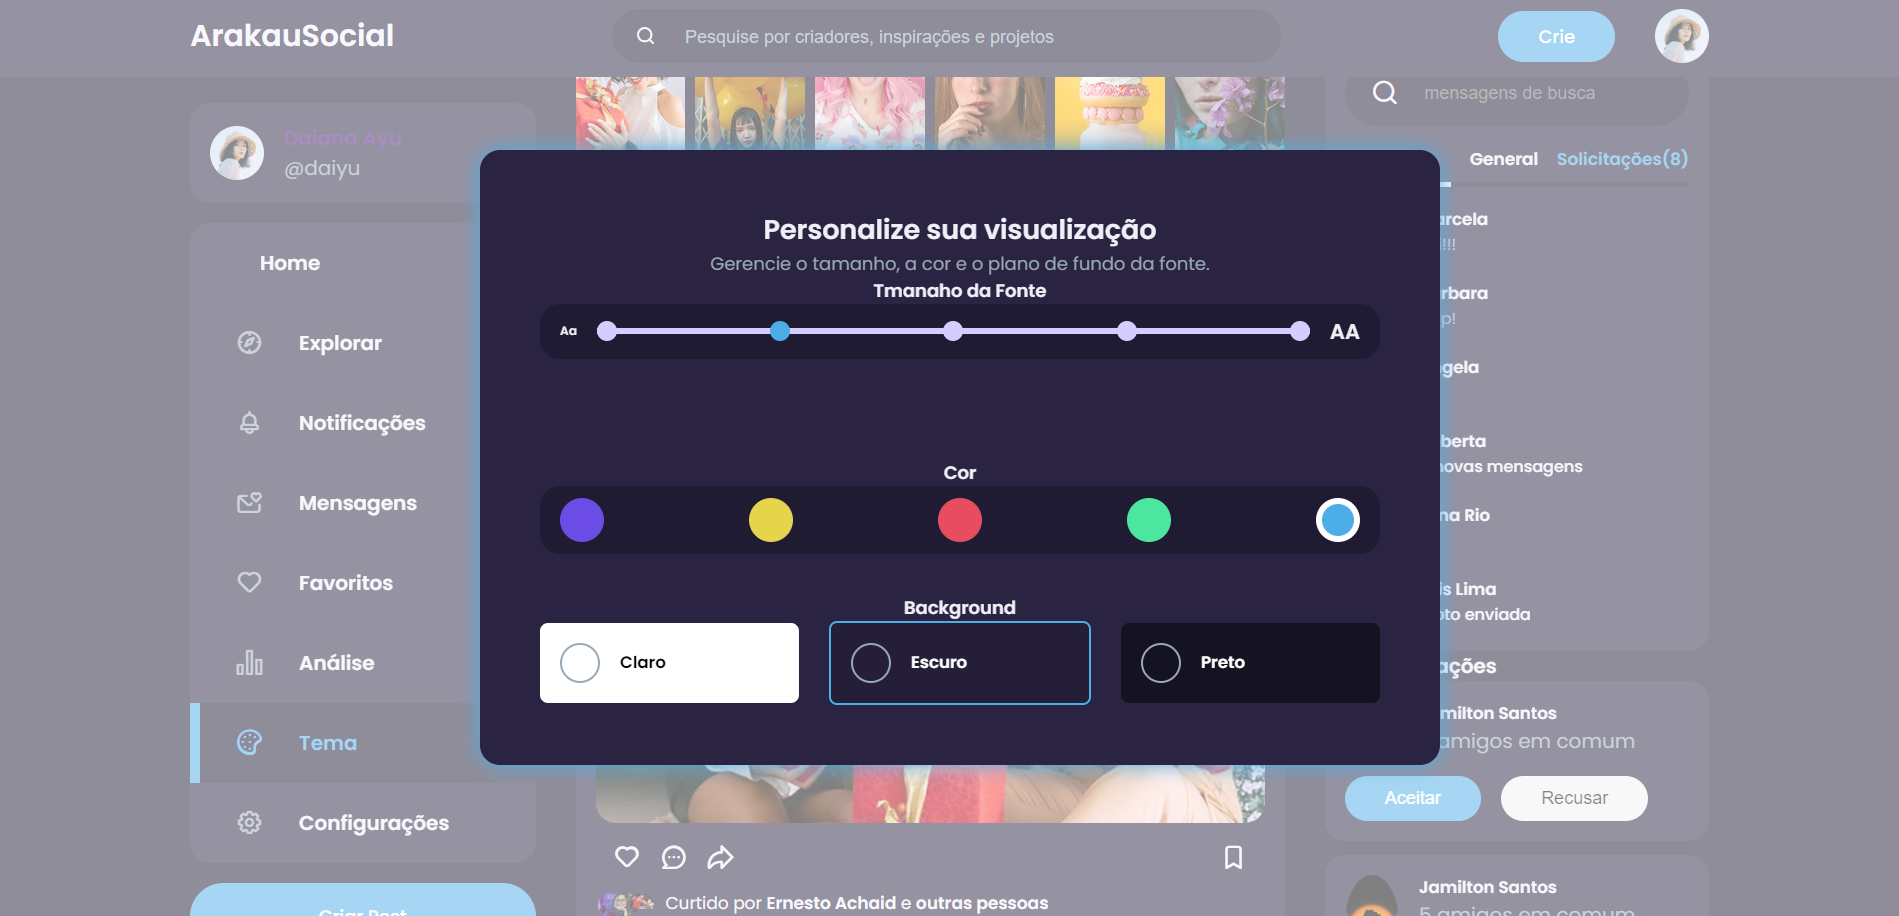 ArakauSocial
Pesquise por criadores, inspirações e projetos
Crie
Daiana Ayu
@daiyu
Home
Explorar
Notificações
Mensagens
Favoritos
Análise
Tema
Configurações
Personalize sua visualização
Gerencie o tamanho, a cor e o plano de fundo da fonte.
Tmanaho da Fonte
Aa
AA
Cor
Background
Claro
Escuro
Preto
Curtido por Ernesto Achaid e outras pessoas
mensagens de busca
General
Solicitações(8)
arcela
!!!
rbara
p!
gela
berta
novas mensagens
na Rio
is Lima
oto enviada
ações
milton Santos
amigos em comum
Aceitar
Recusar
Jamilton Santos
5 amigos em comum